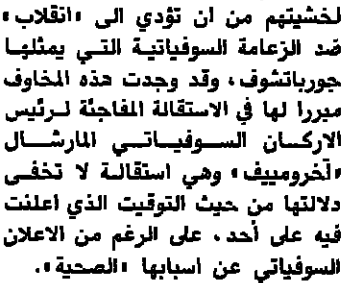 لخشيتهم من ان تؤدي الى «انقلاب»
ضد الزعامة السوفياتية التي يمثلها
جورباتشوف، وقد وجدت هذه المخاوف
مبررا لها في الاستقالة المفاجئة لرئيس
الاركان السوفياتي المارشال
«آخرومييف» وهي استقالة لا تخفى
دلالتها من حيث التوقيت الذي اعلنت
فيه على أحد، على الرغم من الاعلان
السوفياتي عن اسبابها «الصحية».